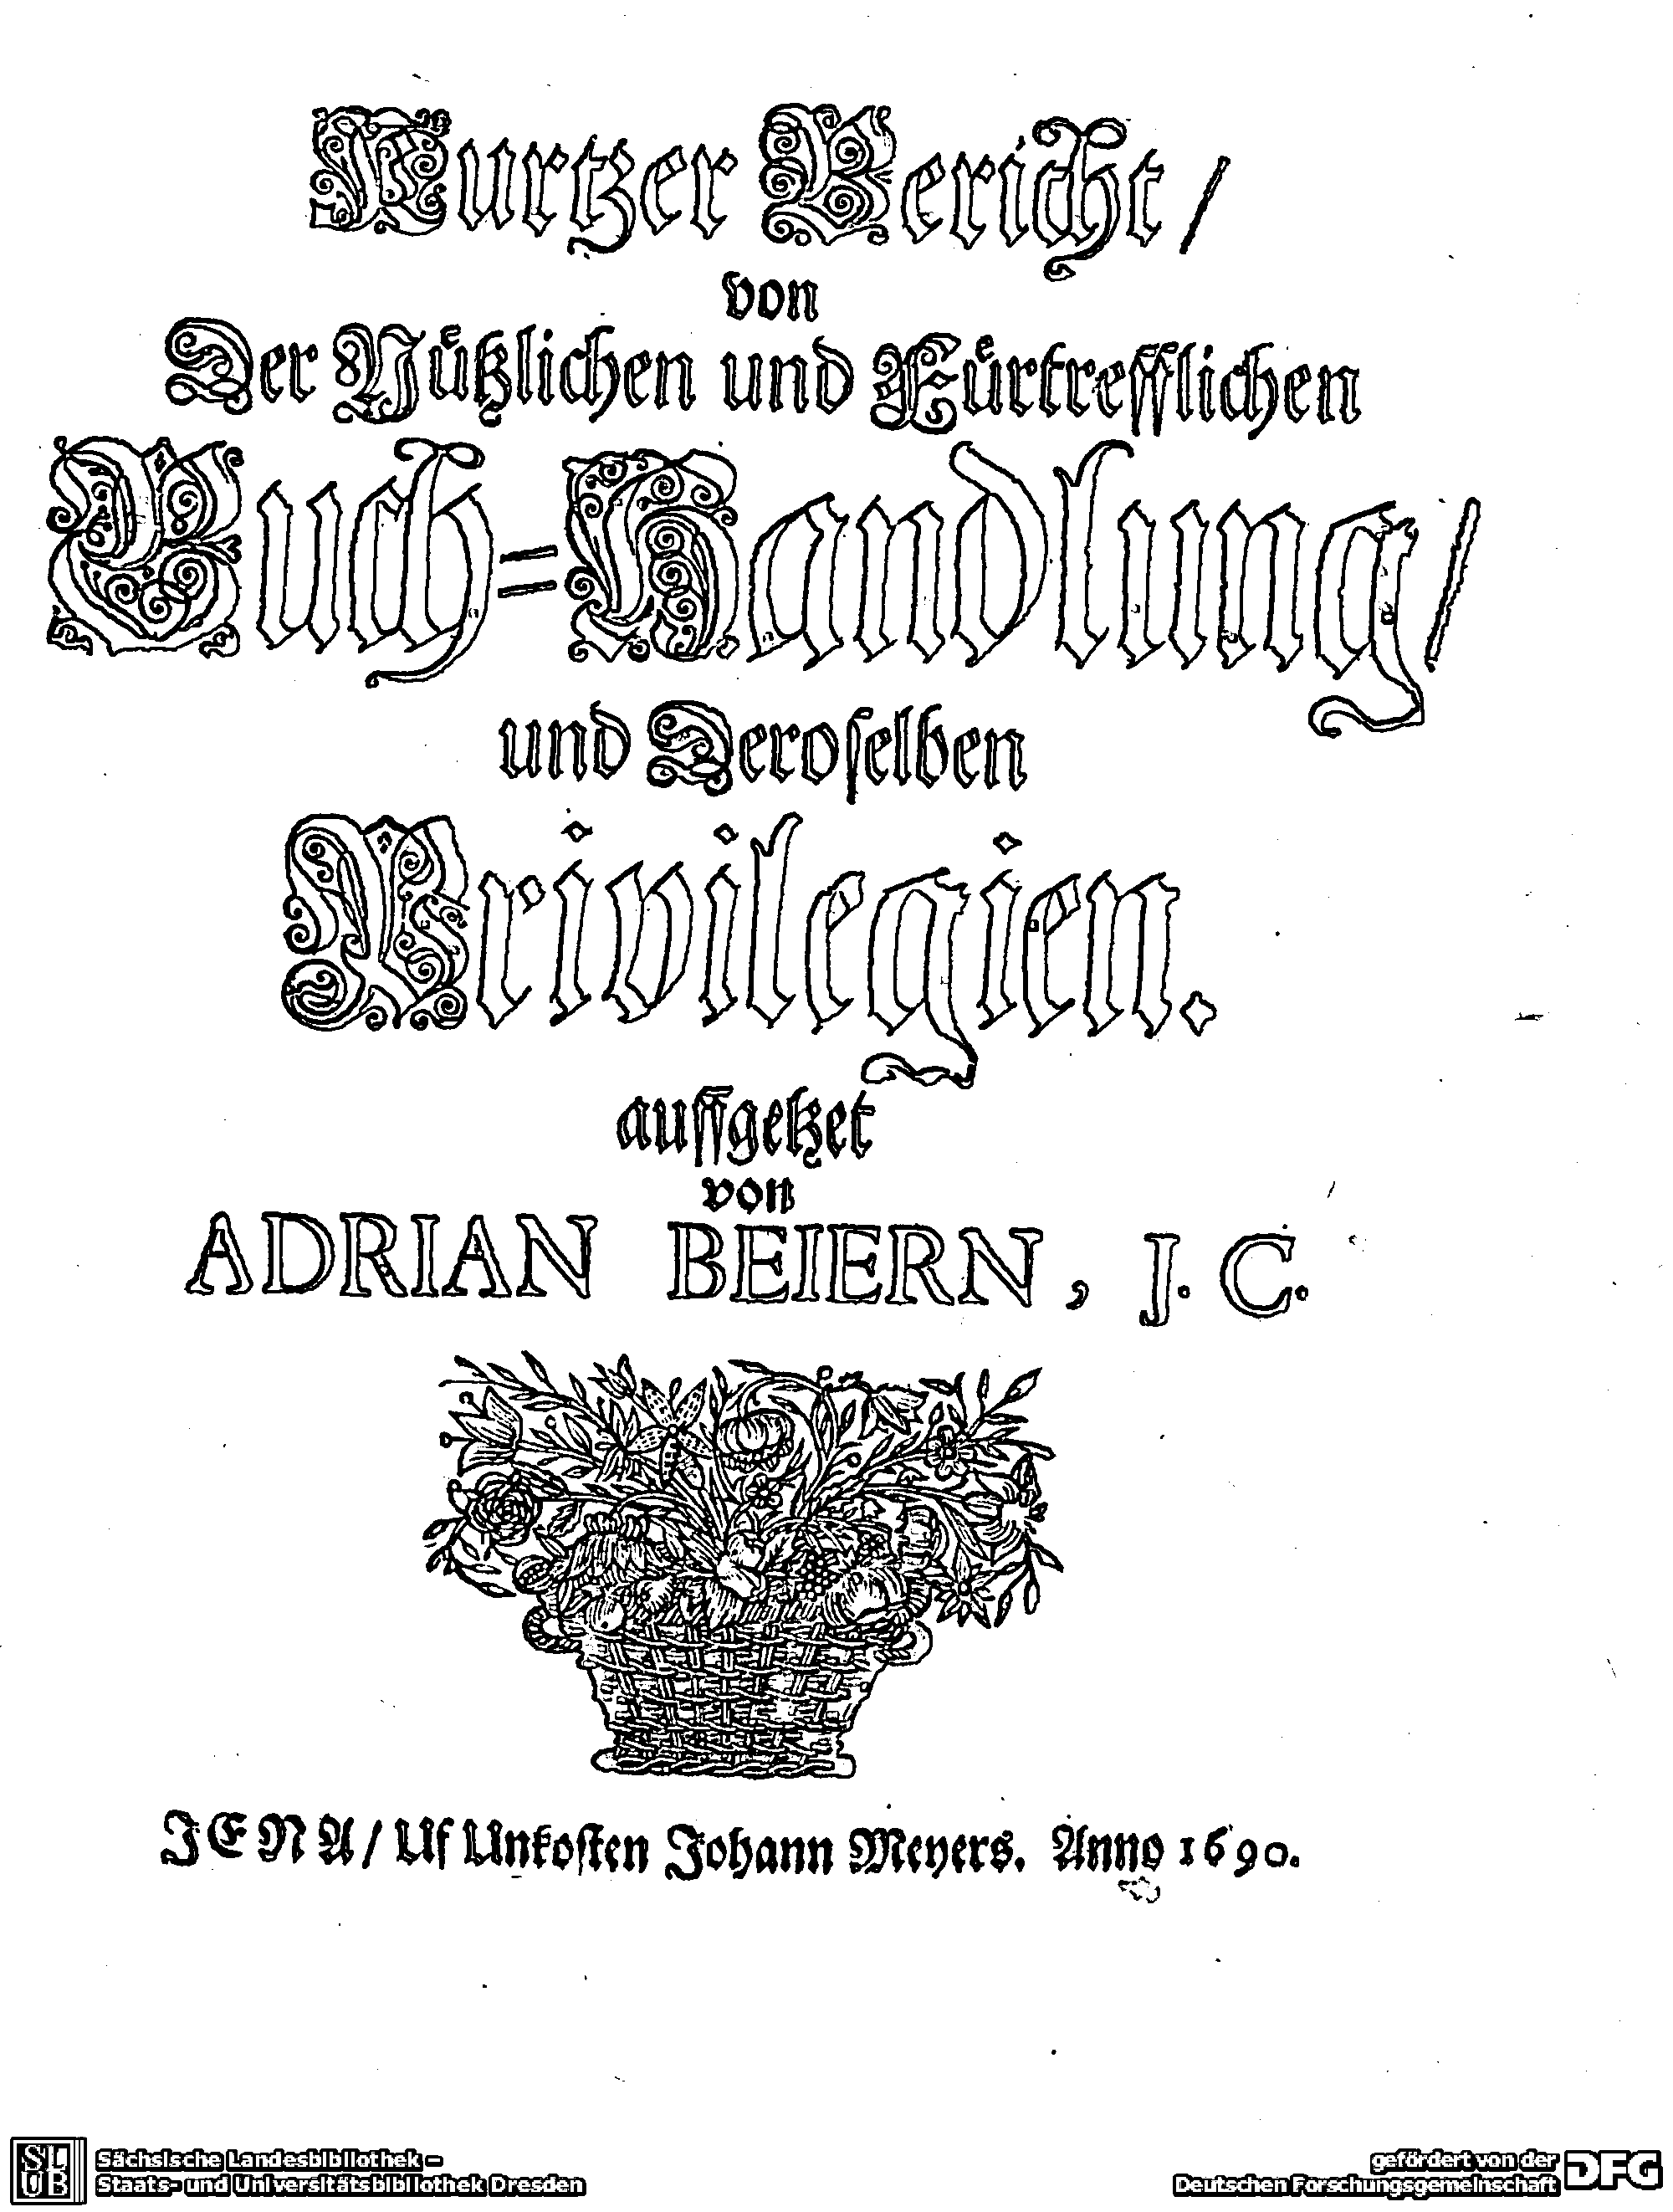 Kurtzer Bericht /
von
Der Nützlichen und Fürtrefflichen
Buch=Handlung /
und Deroselben
Privilegien.
auffgetzet
von
ADRIAN BEIERN, J. C.
JENA / Uf Unkosten Johann Meyers. Anno 1690.
SLUB
Sächsische Landesbibliothek –
Staats- und Universitätsbibliothek Dresden
gefördert von der
Deutschen Forschungsgemeinschaft
DFG